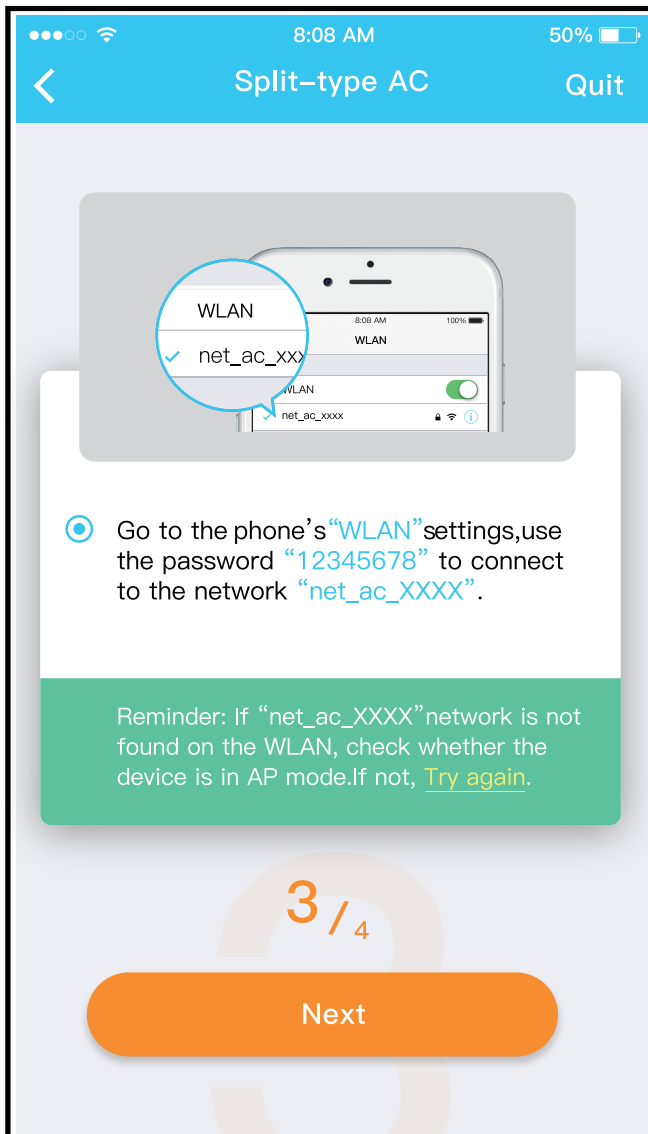 8:08 AM
50%
Split-type AC
Quit
WLAN
net_ac_xxx
8:08 AM
100%
WLAN
WLAN
net_ac_xxxx
Go to the phone's“WLAN”settings,use
the password “12345678” to connect
to the network “net_ac_XXXX”.
Reminder: If “net_ac_XXXX”network is not
found on the WLAN, check whether the
device is in AP mode.If not, Try again.
3/4
Next
3